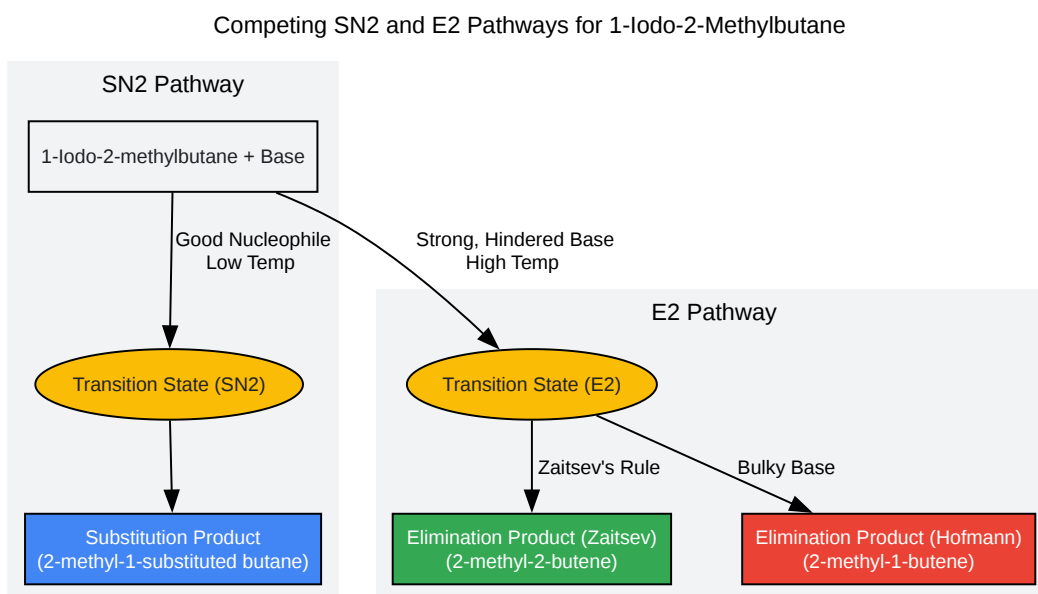 Competing SN2 and E2 Pathways for 1-Iodo-2-Methylbutane
SN2 Pathway
1-Iodo-2-methylbutane + Base
Good Nucleophile
Low Temp
Strong, Hindered Base
High Temp
E2 Pathway
Transition State (SN2)
Transition State (E2)
Zaitsev's Rule
Bulky Base
Substitution Product
(2-methyl-1-substituted butane)
Elimination Product (Zaitsev)
(2-methyl-2-butene)
Elimination Product (Hofmann)
(2-methyl-1-butene)